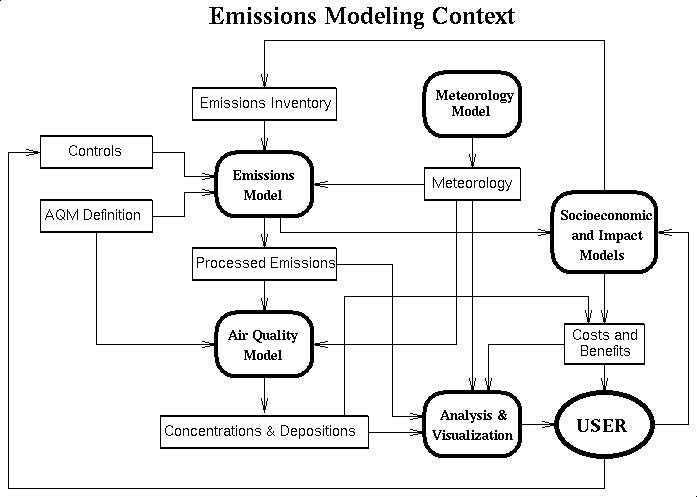 Emissions Modeling Context
Emissions Inventory
Meteorology
Model
Controls
Emissions
Model
Meteorology
AQM Definition
Socioeconomic
and Impact
Models
Processed Emissions
Air Quality
Model
Costs and
Benefits
Concentrations & Depositions
Analysis &
Visualization
USER